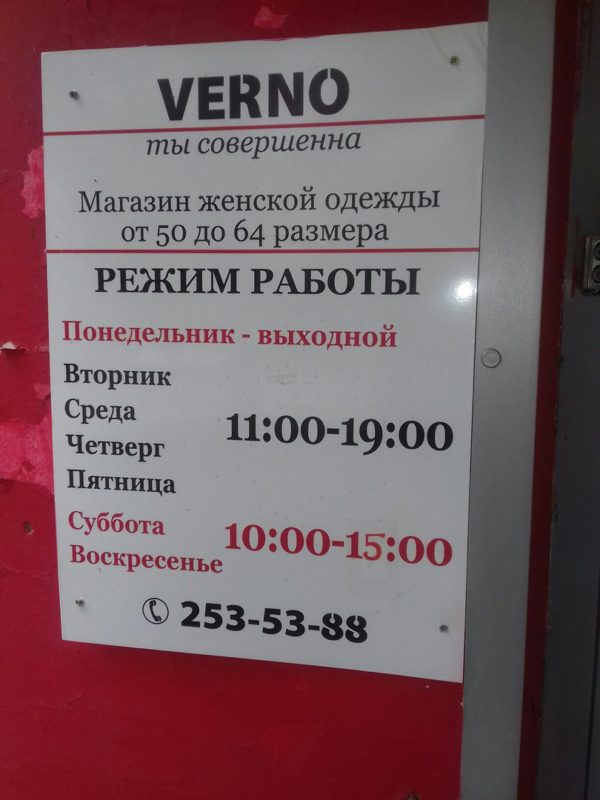 VERNO
ты совершенна
Магазин женской одежды
от 50 до 64 размера
РЕЖИМ РАБОТЫ
Понедельник - выходной
Вторник
Среда
Четверг
Пятница
11:00-19:00
Суббота
Воскресенье
10:00-15:00
253-53-88